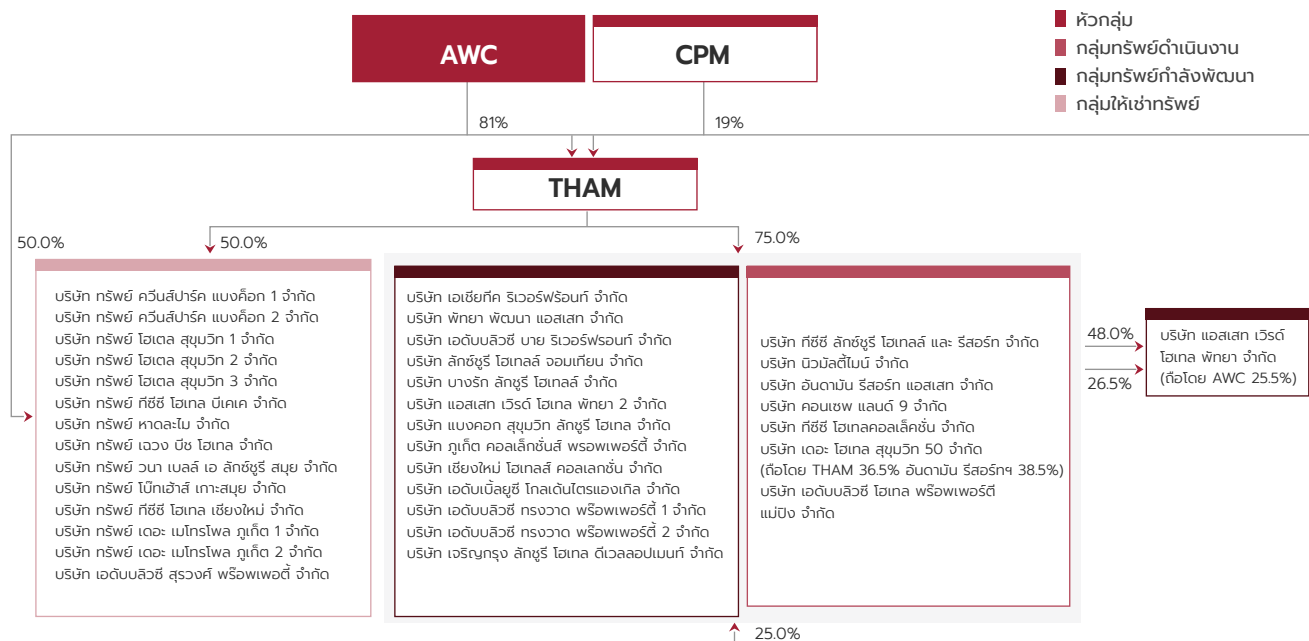 AWC
CPM
หัวกลุ่ม
กลุ่มทรัพย์ดำเนินงาน
กลุ่มทรัพย์กำลังพัฒนา
กลุ่มให้เช่าทรัพย์
81%
19%
THAM
50.0%
50.0%
75.0%
บริษัท ทรัพย์ ควีนส์ปาร์ค แบงค็อก 1 จำกัด
บริษัท ทรัพย์ ควีนส์ปาร์ค แบงค็อก 2 จำกัด
บริษัท ทรัพย์ โฮเตล สุขุมวิท 1 จำกัด
บริษัท ทรัพย์ โฮเตล สุขุมวิท 2 จำกัด
บริษัท ทรัพย์ โฮเตล สุขุมวิท 3 จำกัด
บริษัท ทรัพย์ ทีซีซี โฮเทล บีเคเค จำกัด
บริษัท ทรัพย์ หาดละไม จำกัด
บริษัท ทรัพย์ เฉวง บีช โฮเทล จำกัด
บริษัท ทรัพย์ วนา เบลล์ เอ ลักซ์ชูรี สมุย จำกัด
บริษัท ทรัพย์ โบ๊ทเฮ้าส์ เกาะสมุย จำกัด
บริษัท ทรัพย์ ทีซีซี โฮเทล เชียงใหม่ จำกัด
บริษัท ทรัพย์ เดอะ เมโทรโพล ภูเก็ต 1 จำกัด
บริษัท ทรัพย์ เดอะ เมโทรโพล ภูเก็ต 2 จำกัด
บริษัท เอดับบลิวซี สุรวงศ์ พร็อพเพอตี้ จำกัด
บริษัท เอเชียทีค ริเวอร์ฟร้อนท์ จำกัด
บริษัท พัทยา พัฒนา แอสเสท จำกัด
บริษัท เอดับบลิวซี บาย ริเวอร์ฟรอนท์ จำกัด
บริษัท ลักซ์ชูรี โฮเทลล์ จอมเทียน จำกัด
บริษัท บางรัก ลักชูรี โฮเทลล์ จำกัด
บริษัท แอสเสท เวิรด์ โฮเทล พัทยา 2 จำกัด
บริษัท แบงคอก สุขุมวิท ลักชูรี โฮเทล จำกัด
บริษัท ภูเก็ต คอลเล็กชั่นส์ พรอพเพอร์ตี้ จำกัด
บริษัท เชียงใหม่ โฮเทลส์ คอลเลกชั่น จำกัด
บริษัท เอดับเบิ้ลยูซี โกลเด้นไตรแองเกิล จำกัด
บริษัท เอดับบลิวซี ทรงวาด พร๊อพเพอร์ตี้ 1 จำกัด
บริษัท เอดับบลิวซี ทรงวาด พร๊อพเพอร์ตี้ 2 จำกัด
บริษัท เจริญกรุง ลักชูรี โฮเทล ดีเวลลอปเมนท์ จำกัด
บริษัท ทีซีซี ลักซ์ชูรี โฮเทลล์ และ รีสอร์ท จำกัด
บริษัท นิวมัลตี้ไมน์ จำกัด
บริษัท อันดามัน รีสอร์ท แอสเสท จำกัด
บริษัท คอนเซพ แลนด์ 9 จำกัด
บริษัท ทีซีซี โฮเทลคอลเล็คชั่น จำกัด
บริษัท เดอะ โฮเทล สุขุมวิท 50 จำกัด
(ถือโดย THAM 36.5% อันดามัน รีสอร์ทฯ 38.5%)
บริษัท เอดับบลิวซี โฮเทล พร๊อพเพอร์ตี
แม่ปิง จำกัด
48.0%
26.5%
บริษัท แอสเสท เวิรด์
โฮเทล พัทยา จำกัด
(ถือโดย AWC 25.5%)
25.0%